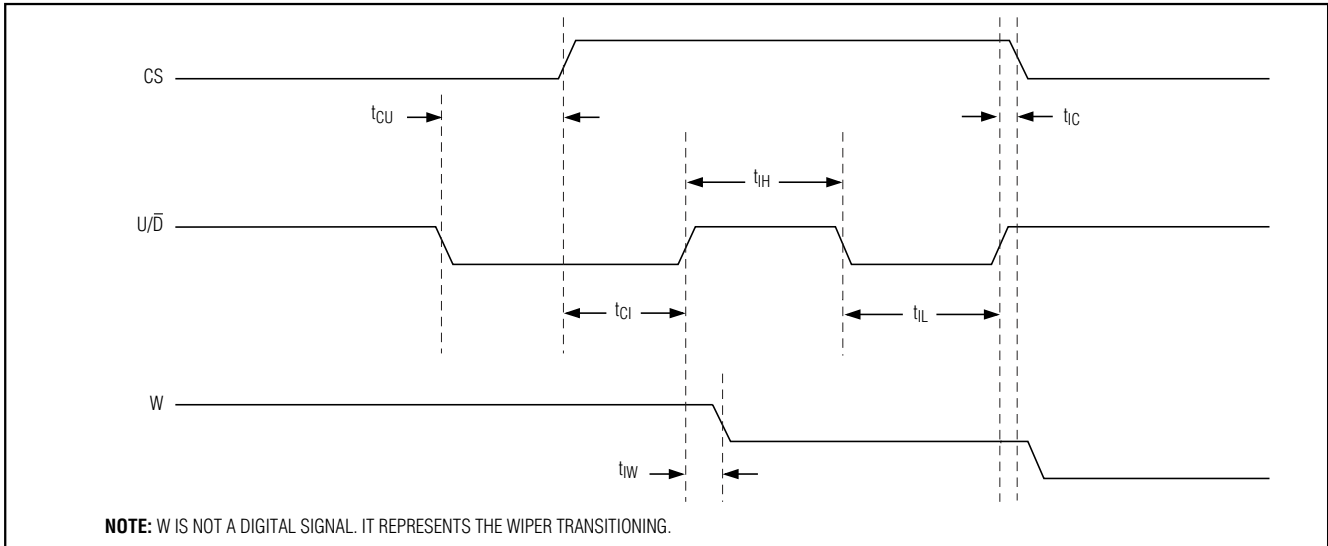 CS
tCU
tIC
tIH
U/D̅
tCI
tIL
W
tIW
NOTE: W IS NOT A DIGITAL SIGNAL. IT REPRESENTS THE WIPER TRANSITIONING.